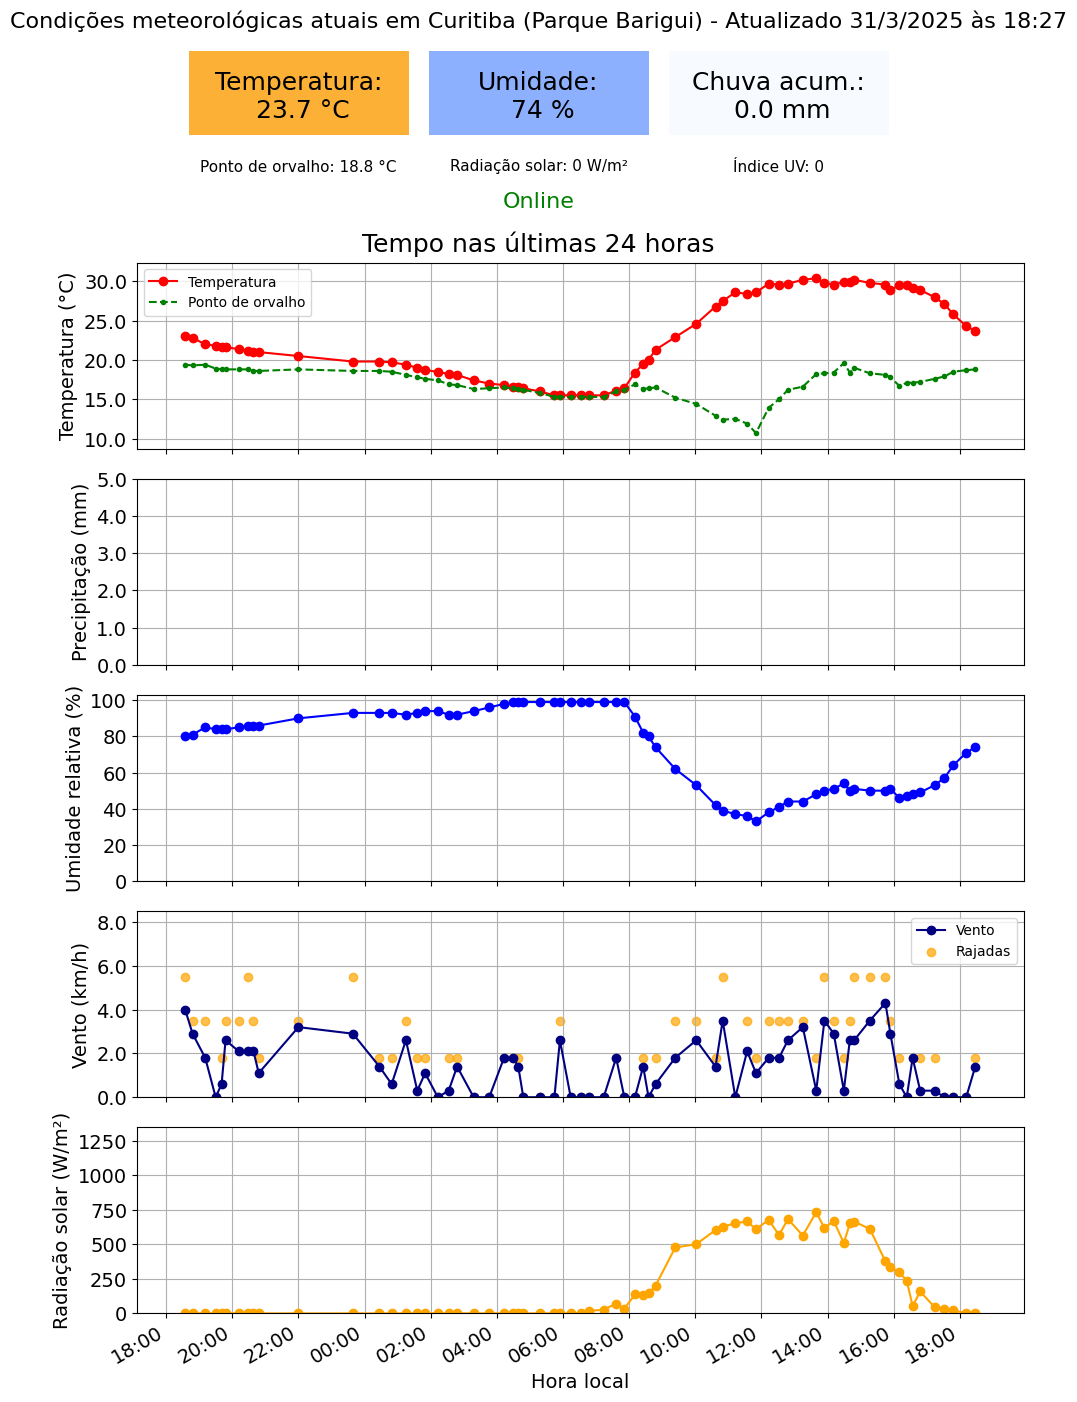 Condições meteorológicas atuais em Curitiba (Parque Barigui) - Atualizado 31/3/2025 às 18:27
Temperatura:
23.7 °C
Umidade:
74 %
Chuva acum.:
0.0 mm
Ponto de orvalho: 18.8 °C
Radiação solar: 0 W/m²
Índice UV: 0
Online
Tempo nas últimas 24 horas
Temperatura (°C)
30.0
25.0
20.0
15.0
10.0
Temperatura
Ponto de orvalho
Precipitação (mm)
5.0
4.0
3.0
2.0
1.0
0.0
Umidade relativa (%)
100
80
60
40
20
0
Vento (km/h)
8.0
6.0
4.0
2.0
0.0
Vento
Rajadas
Radiação solar (W/m²)
1250
1000
750
500
250
0
18:00
20:00
22:00
00:00
02:00
04:00
06:00
08:00
10:00
12:00
14:00
16:00
18:00
Hora local